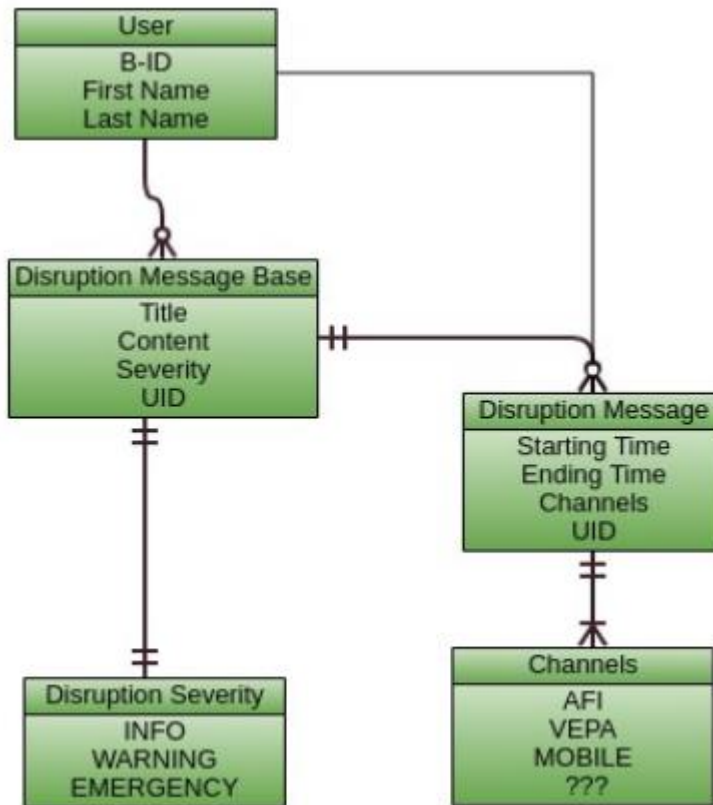 User
B-ID
First Name
Last Name
Disruption Message Base
Title
Content
Severity
UID
Disruption Message
Starting Time
Ending Time
Channels
UID
Disruption Severity
INFO
WARNING
EMERGENCY
Channels
AFI
VEPA
MOBILE
???